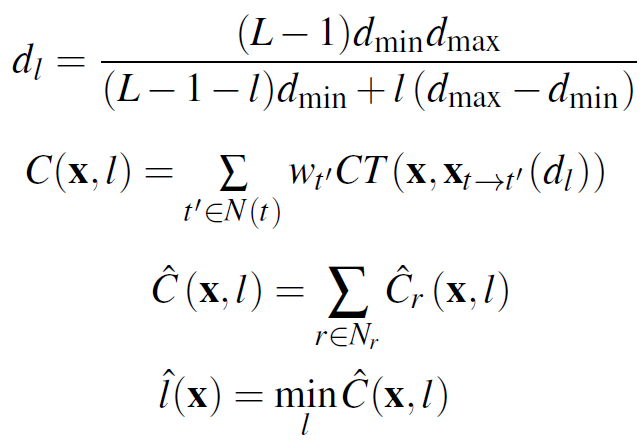 d_l = \frac{(L-1)d_{\min}d_{\max}}{(L-1-l)d_{\min}+l(d_{\max}-d_{\min})}
C(\mathbf{x},l) = \sum_{t'\in N(t)} w_{t'}CT(\mathbf{x},\mathbf{x}_{t\to t'}(d_l))
\hat{C}(\mathbf{x},l) = \sum_{r\in N_r} \hat{C}_r(\mathbf{x},l)
\hat{l}(\mathbf{x}) = \min_l \hat{C}(\mathbf{x},l)